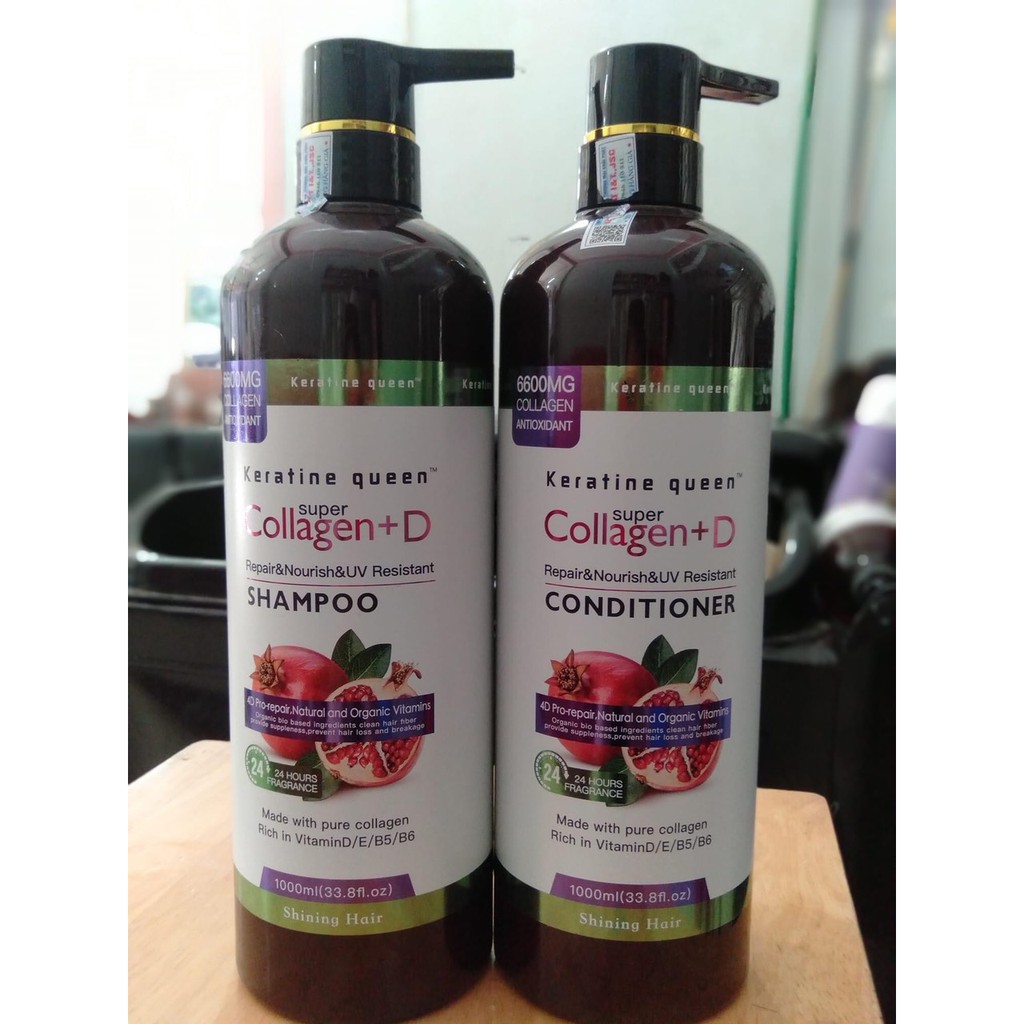 I&T.,JSC
6600MG
COLLAGEN
ANTIOXIDANT
Keratine queen™
Keratine queen™
super
Collagen+D
Repair&Nourish&UV Resistant
SHAMPOO
4D Pro-repair.Natural and Organic Vitamins
Organic bio based ingredients clean hair fiber
provide suppleness,prevent hair loss and breakage
24
24 HOURS
FRAGRANCE
Made with pure collagen
Rich in VitaminD/E/B5/B6
1000ml(33.8fl.oz)
Shining Hair
I&T.,JSC
6600MG
COLLAGEN
ANTIOXIDANT
Keratine queen™
Keratine queen™
super
Collagen+D
Repair&Nourish&UV Resistant
CONDITIONER
4D Pro-repair.Natural and Organic Vitamins
Organic bio based ingredients clean hair fiber
provide suppleness,prevent hair loss and breakage
24
24 HOURS
FRAGRANCE
Made with pure collagen
Rich in VitaminD/E/B5/B6
1000ml(33.8fl.oz)
Shining Hair